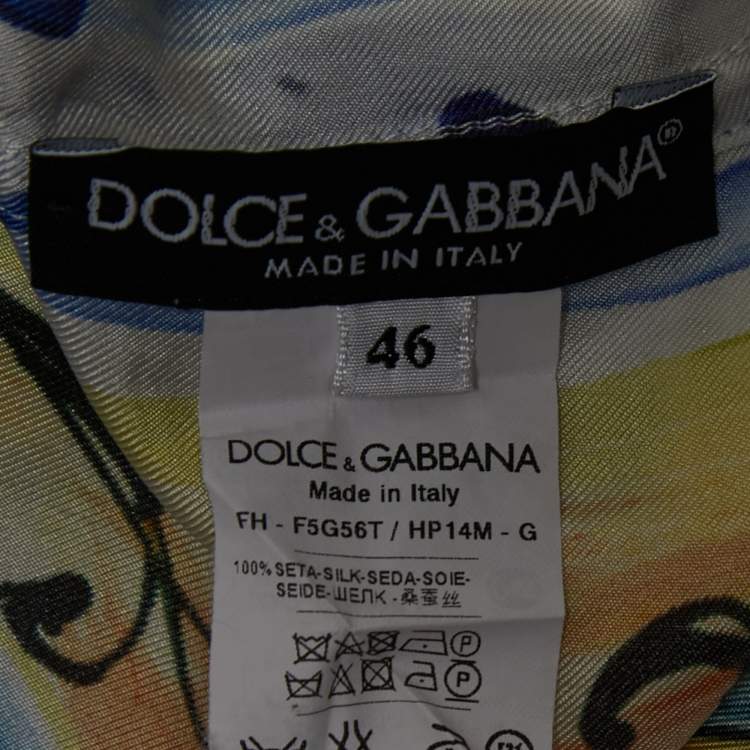 DOLCE & GABBANA®
MADE IN ITALY
46
DOLCE & GABBANA
Made in Italy
FH - F5G56T / HP14M - G
100% SETA-SILK-SEDA-SOIE-
SEIDE-ШЕЛК - 桑蚕丝
P
P